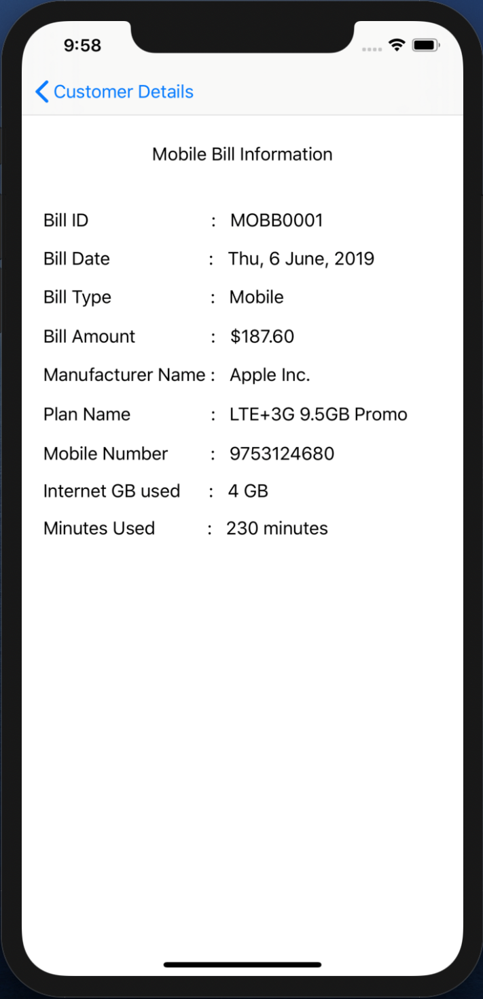 9:58
Customer Details
Mobile Bill Information
Bill ID : MOBB0001
Bill Date : Thu, 6 June, 2019
Bill Type : Mobile
Bill Amount : $187.60
Manufacturer Name : Apple Inc.
Plan Name : LTE+3G 9.5GB Promo
Mobile Number : 9753124680
Internet GB used : 4 GB
Minutes Used : 230 minutes